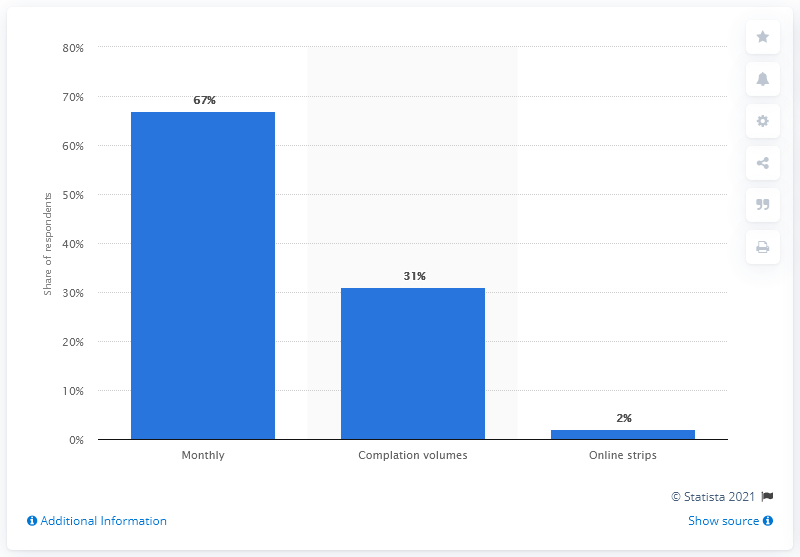 80%
70%
60%
50%
40%
30%
20%
10%
0%
Share of respondents
67%
31%
2%
Monthly
Complation volumes
Online strips
© Statista 2021
Additional Information
Show source